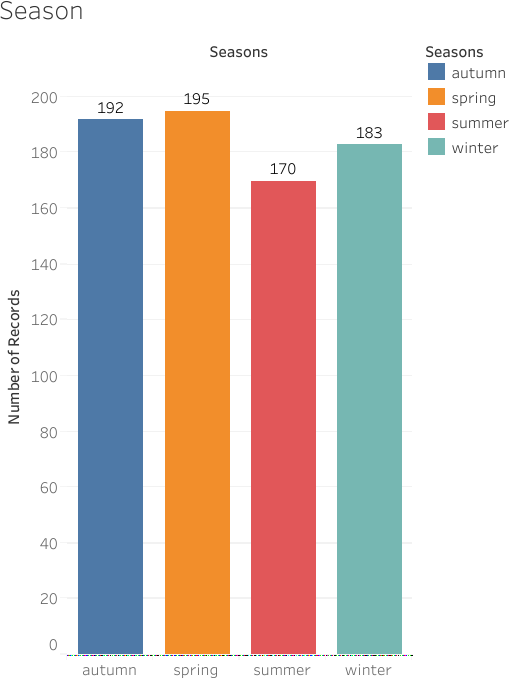 Season
Seasons
Seasons
autumn
spring
summer
winter
Number of Records
200
180
160
140
120
100
80
60
40
20
0
192
195
170
183
autumn
spring
summer
winter